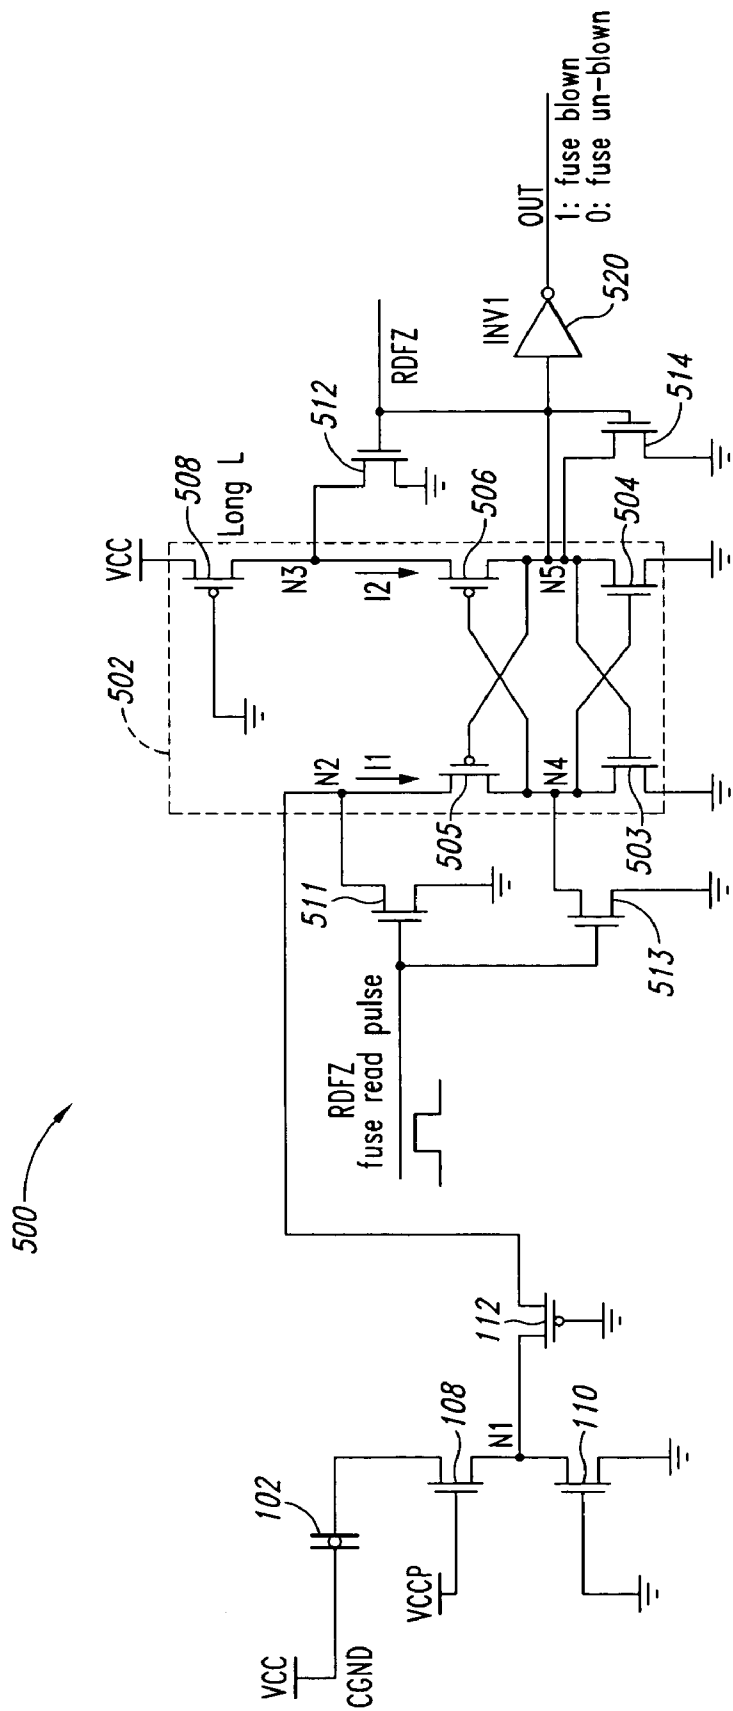 500
VCC
CGND
102
VCCP
108
N1
110
112
RDFZ
fuse read pulse
511
513
502
N2
I1
505
N4
503
VCC
508
Long L
N3
I2
506
N5
504
512
RDFZ
514
INV1
520
OUT
1: fuse blown
0: fuse un-blown